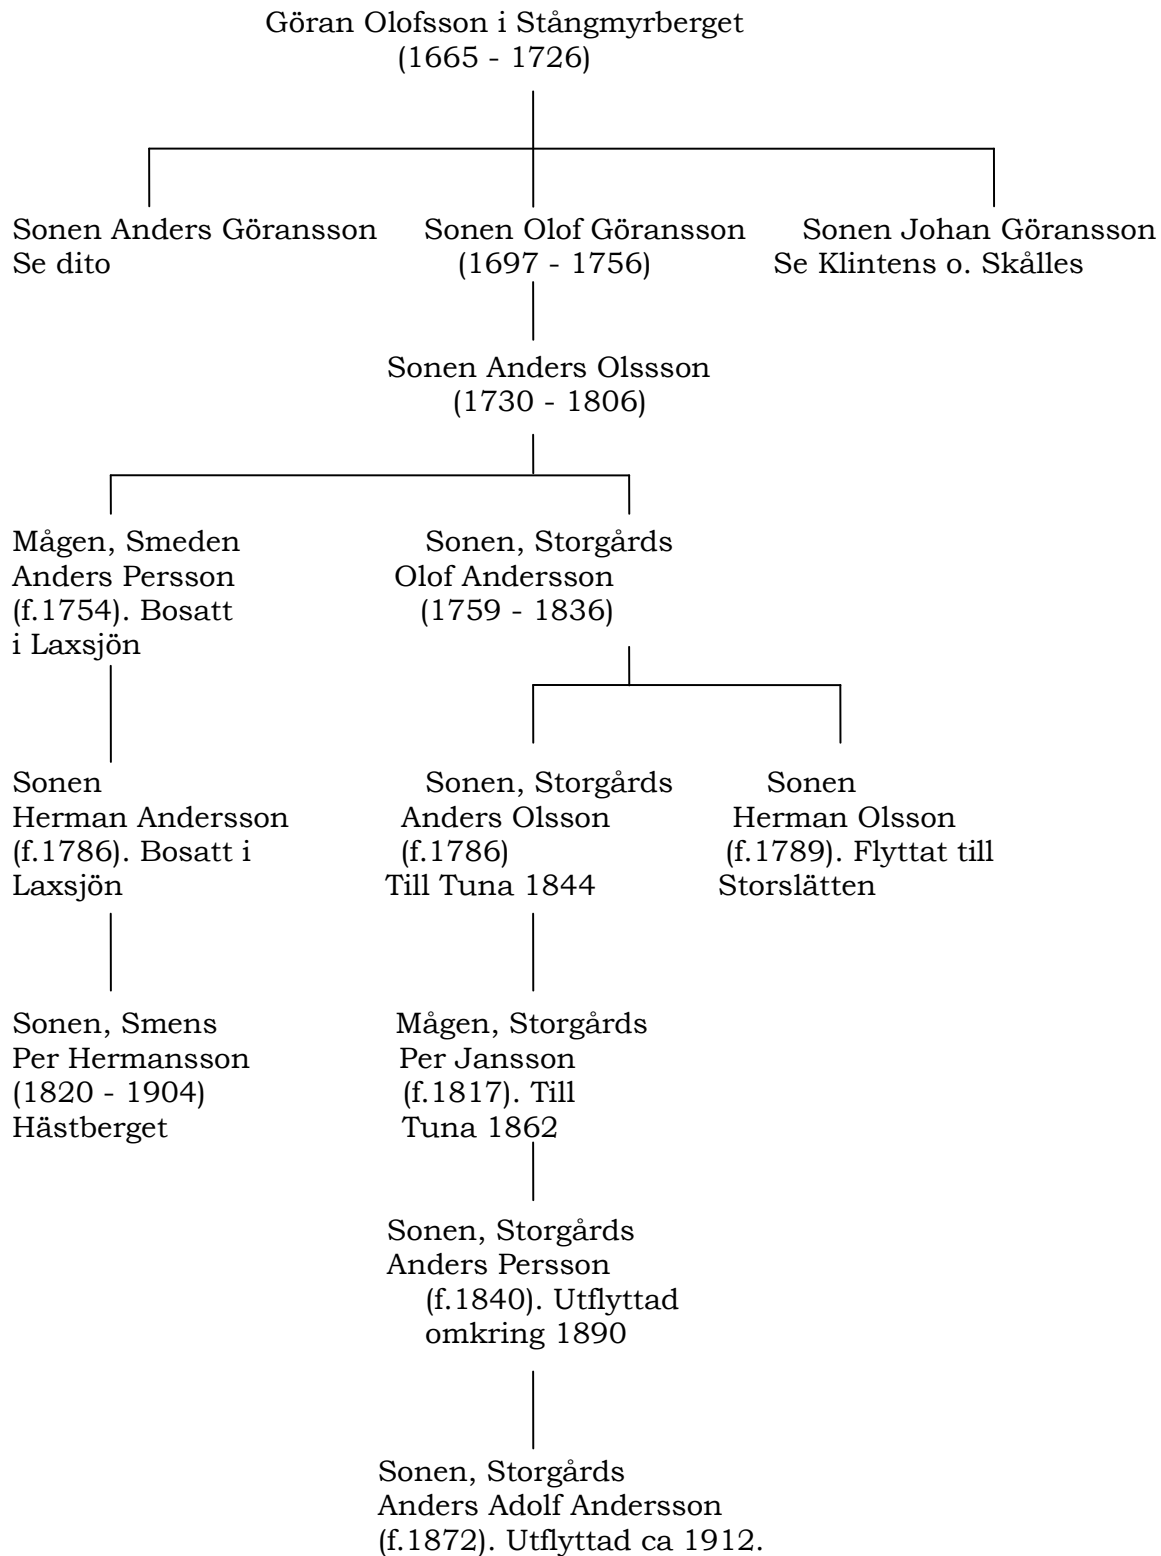 Göran Olofsson i Stångmyrberget
(1665 - 1726)
Sonen Anders Göransson
Se dito
Sonen Olof Göransson
(1697 - 1756)
Sonen Johan Göransson
Se Klintens o. Skålles
Sonen Anders Olssson
(1730 - 1806)
Mågen, Smeden
Anders Persson
(f.1754). Bosatt
i Laxsjön
Sonen, Storgårds
Olof Andersson
(1759 - 1836)
Sonen
Herman Andersson
(f.1786). Bosatt i
Laxsjön
Sonen, Storgårds
Anders Olsson
(f.1786)
Till Tuna 1844
Sonen
Herman Olsson
(f.1789). Flyttat till
Storslätten
Sonen, Smens
Per Hermansson
(1820 - 1904)
Hästberget
Mågen, Storgårds
Per Jansson
(f.1817). Till
Tuna 1862
Sonen, Storgårds
Anders Persson
(f.1840). Utflyttad
omkring 1890
Sonen, Storgårds
Anders Adolf Andersson
(f.1872). Utflyttad ca 1912.